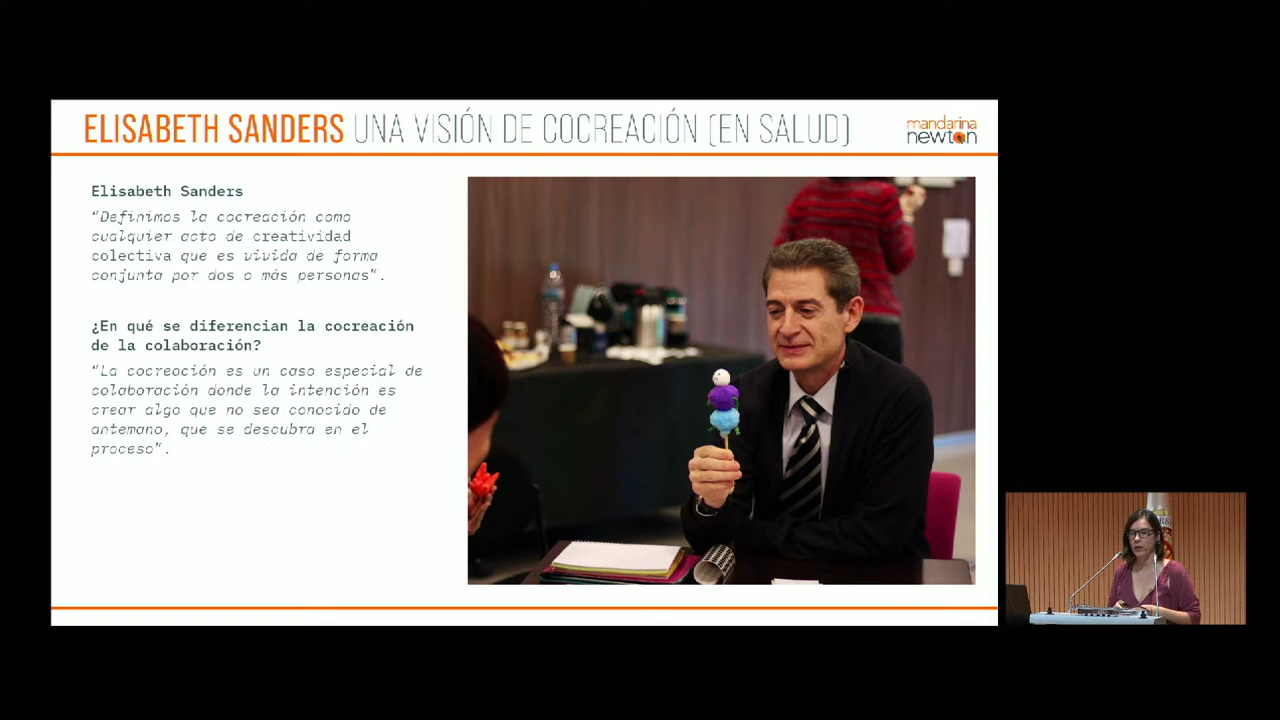 ELISABETH SANDERS UNA VISIÓN DE COCREACIÓN (EN SALUD)
mandarina
newton
Elisabeth Sanders
“Definimos la cocreación como
cualquier acto de creatividad
colectiva que es vivida de forma
conjunta por dos o más personas”.
¿En qué se diferencian la cocreación
de la colaboración?
“La cocreación es un caso especial de
colaboración donde la intención es
crear algo que no sea conocido de
antemano, que se descubra en el
proceso”.